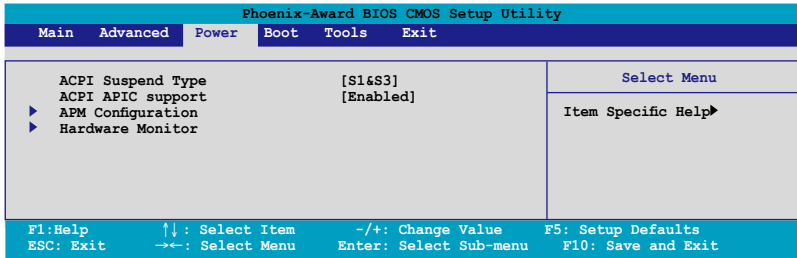 Phoenix-Award BIOS CMOS Setup Utility
Main Advanced Power Boot Tools Exit
Select Menu
ACPI Suspend Type [S1&S3]
ACPI APIC support [Enabled]
Item Specific Help
APM Configuration
Hardware Monitor
F1:Help ↑↓: Select Item -/+: Change Value F5: Setup Defaults
ESC: Exit →←: Select Menu Enter: Select Sub-menu F10: Save and Exit